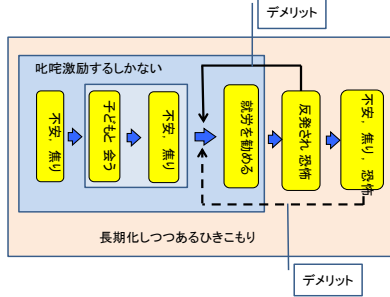 デメリット
叱咤激励するしかない
不安，焦り
子どもと 会う
不安，焦り
就労を勧める
反発され 恐怖
不安，焦り，恐怖
長期化しつつあるひきこもり
デメリット